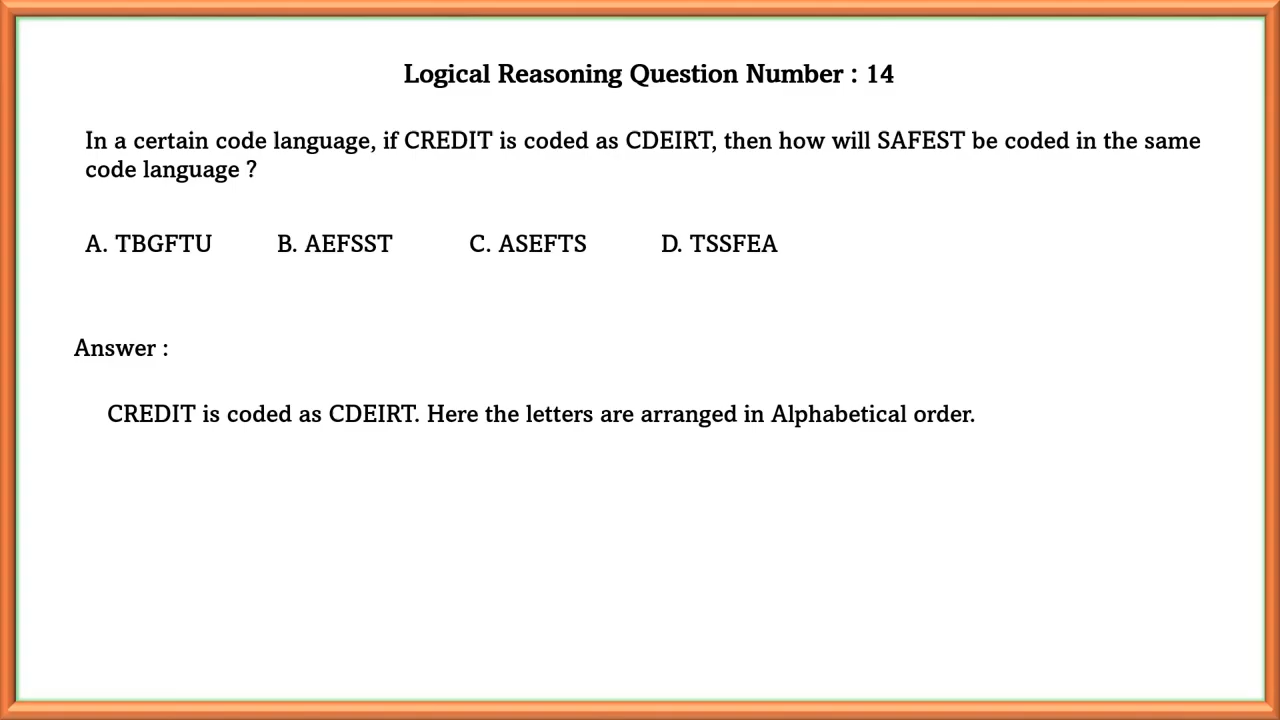 Logical Reasoning Question Number : 14
In a certain code language, if CREDIT is coded as CDEIRT, then how will SAFEST be coded in the same
code language ?
A. TBGFTU B. AEFSST C. ASEFTS D. TSSFEA
Answer :
CREDIT is coded as CDEIRT. Here the letters are arranged in Alphabetical order.